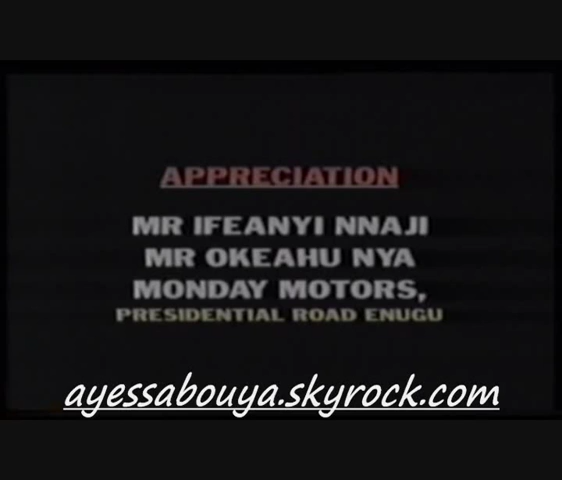 APPRECIATION
MR IFEANYI NNAJI
MR OKEAHU NYA
MONDAY MOTORS,
PRESIDENTIAL ROAD ENUGU
ayessabouya.skyrock.com